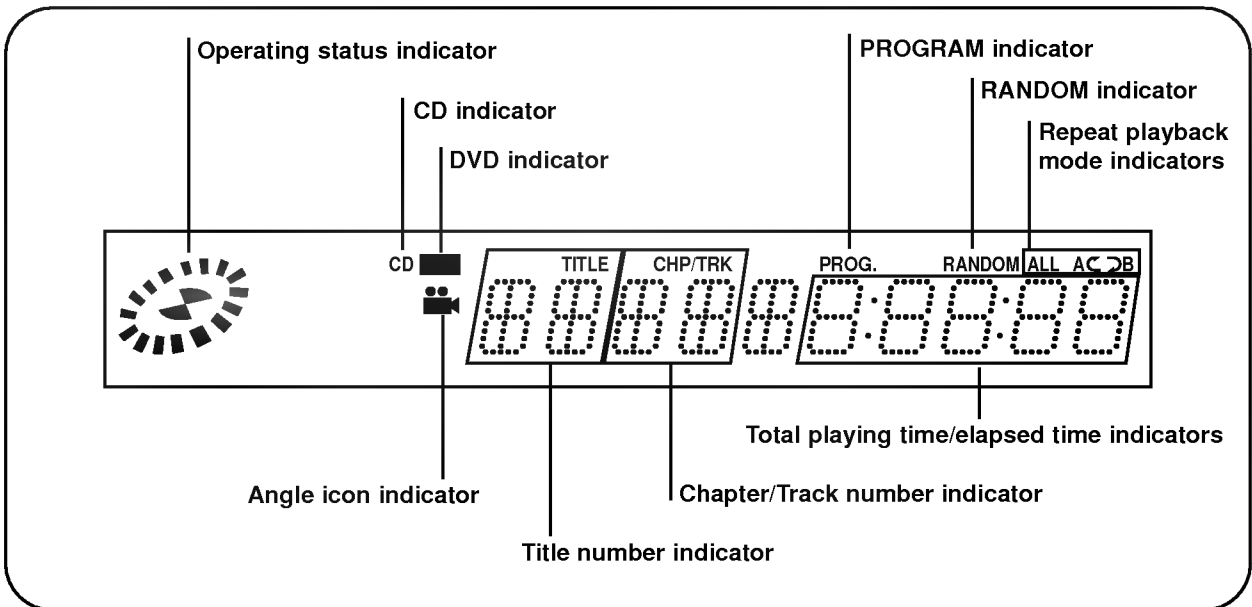 Operating status indicator
PROGRAM indicator
CD indicator
RANDOM indicator
DVD indicator
Repeat playback
mode indicators
CD
TITLE
CHP/TRK
PROG.
RANDOM
ALL
A B
Total playing time/elapsed time indicators
Angle icon indicator
Chapter/Track number indicator
Title number indicator